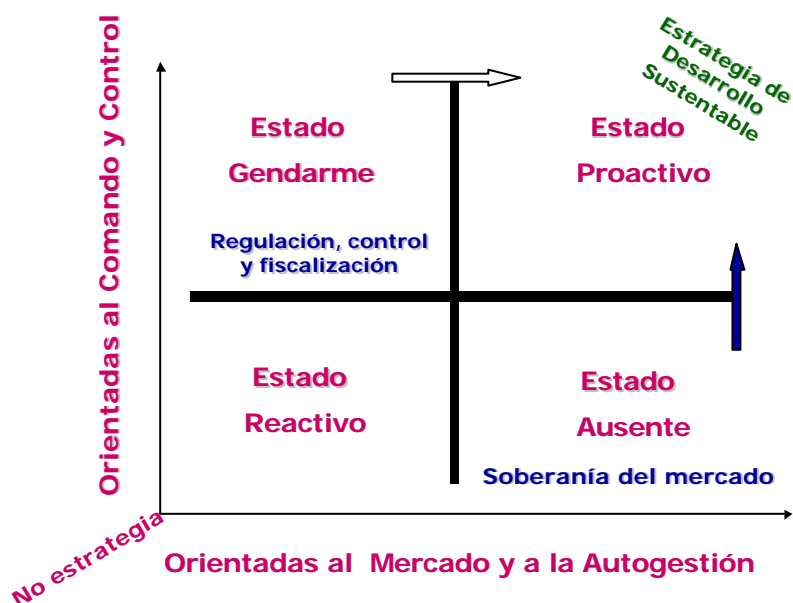 Estrategia de
Desarrollo
Sustentable
Orientadas al Comando y Control
Estado
Gendarme
Estado
Proactivo
Regulación, control
y fiscalización
Estado
Reactivo
Estado
Ausente
Soberanía del mercado
No estrategia
Orientadas al Mercado y a la Autogestión